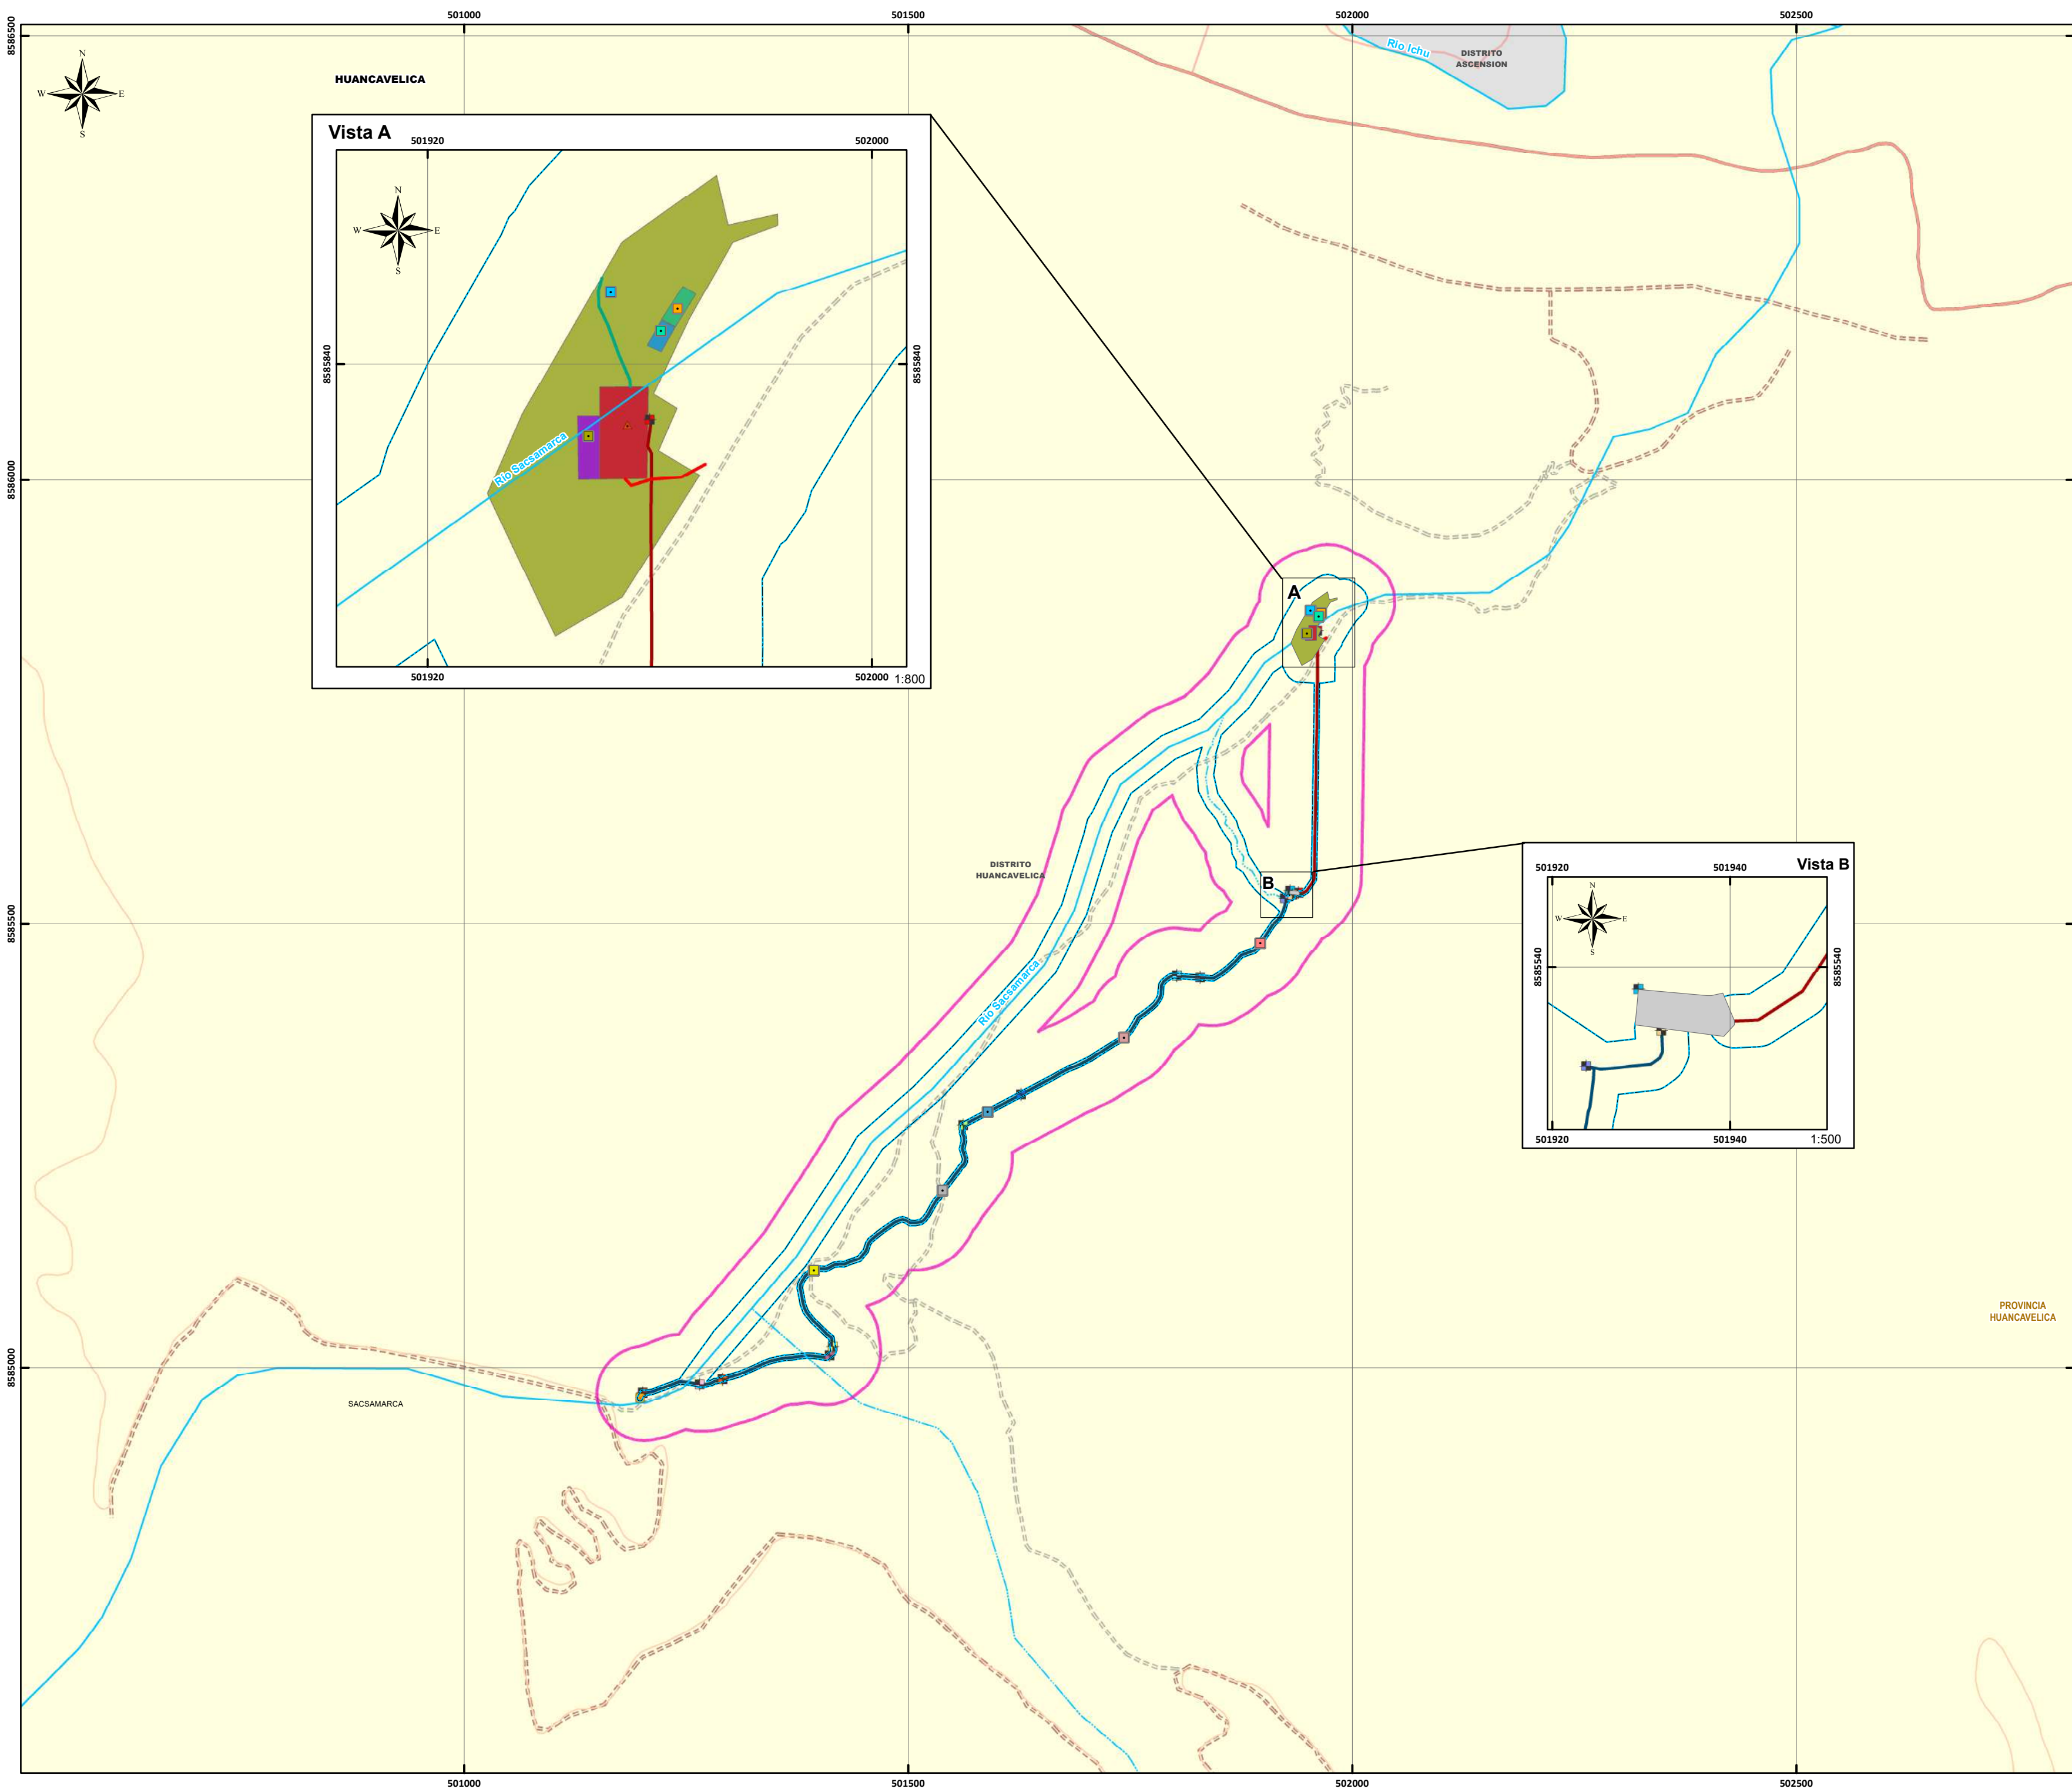 501000
501500
502000
502500
8586500
N
W
E
S
HUANCAVELICA
Rio Ichu
DISTRITO
ASCENSION
Vista A
501920
502000
N
W
E
S
8585840
8585840
Rio Sacsamarca
501920
502000
1:800
8586000
A
DISTRITO
HUANCAVELICA
B
Vista B
501920
501940
N
W
E
S
8585540
8585540
501920
501940
1:500
8585500
Rio Sacsamarca
PROVINCIA
HUANCAVELICA
8585000
SACSAMARCA
501000
501500
502000
502500